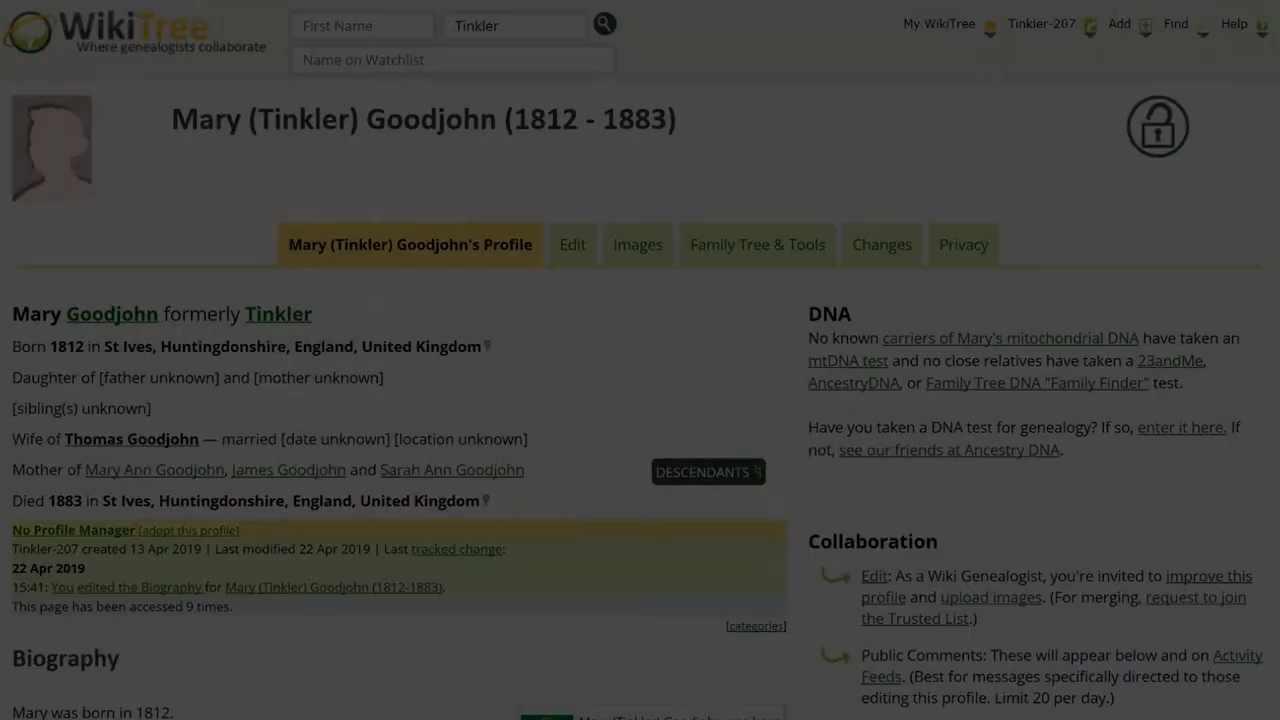 WikiTree
Where genealogists collaborate
First Name
Tinkler
Name on Watchlist
My WikiTree
Tinkler-207
Add
Find
Help
Mary (Tinkler) Goodjohn (1812 - 1883)
Mary (Tinkler) Goodjohn's Profile
Edit
Images
Family Tree & Tools
Changes
Privacy
Mary Goodjohn formerly Tinkler
Born 1812 in St Ives, Huntingdonshire, England, United Kingdom
Daughter of [father unknown] and [mother unknown]
[sibling(s) unknown]
Wife of Thomas Goodjohn — married [date unknown] [location unknown]
Mother of Mary Ann Goodjohn, James Goodjohn and Sarah Ann Goodjohn
DESCENDANTS
Died 1883 in St Ives, Huntingdonshire, England, United Kingdom
No Profile Manager [adopt this profile]
Tinkler-207 created 13 Apr 2019 | Last modified 22 Apr 2019 | Last tracked change:
22 Apr 2019
15:41: You edited the Biography for Mary (Tinkler) Goodjohn (1812-1883).
This page has been accessed 9 times.
[categories]
Biography
Mary was born in 1812.
DNA
No known carriers of Mary's mitochondrial DNA have taken an
mtDNA test and no close relatives have taken a 23andMe,
AncestryDNA, or Family Tree DNA "Family Finder" test.
Have you taken a DNA test for genealogy? If so, enter it here. If
not, see our friends at Ancestry DNA.
Collaboration
Edit: As a Wiki Genealogist, you're invited to improve this
profile and upload images. (For merging, request to join
the Trusted List.)
Public Comments: These will appear below and on Activity
Feeds. (Best for messages specifically directed to those
editing this profile. Limit 20 per day.)